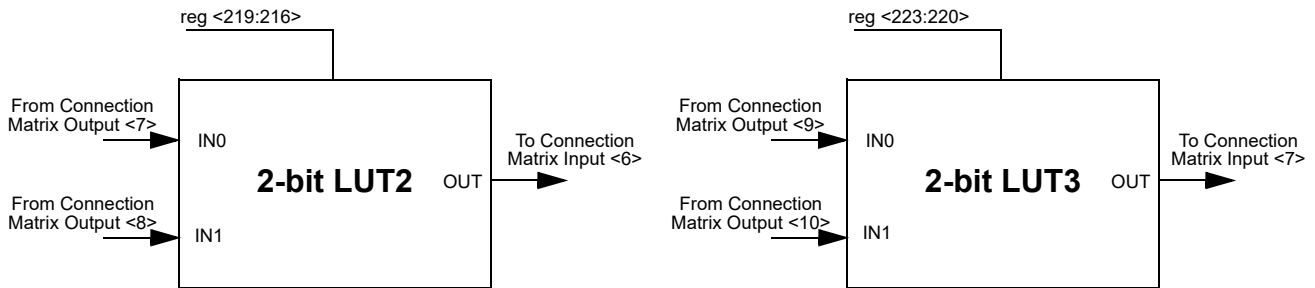 reg <219:216>
From Connection
Matrix Output <7>
IN0
2-bit LUT2
OUT
To Connection
Matrix Input <6>
From Connection
Matrix Output <8>
IN1
reg <223:220>
From Connection
Matrix Output <9>
IN0
2-bit LUT3
OUT
To Connection
Matrix Input <7>
From Connection
Matrix Output <10>
IN1